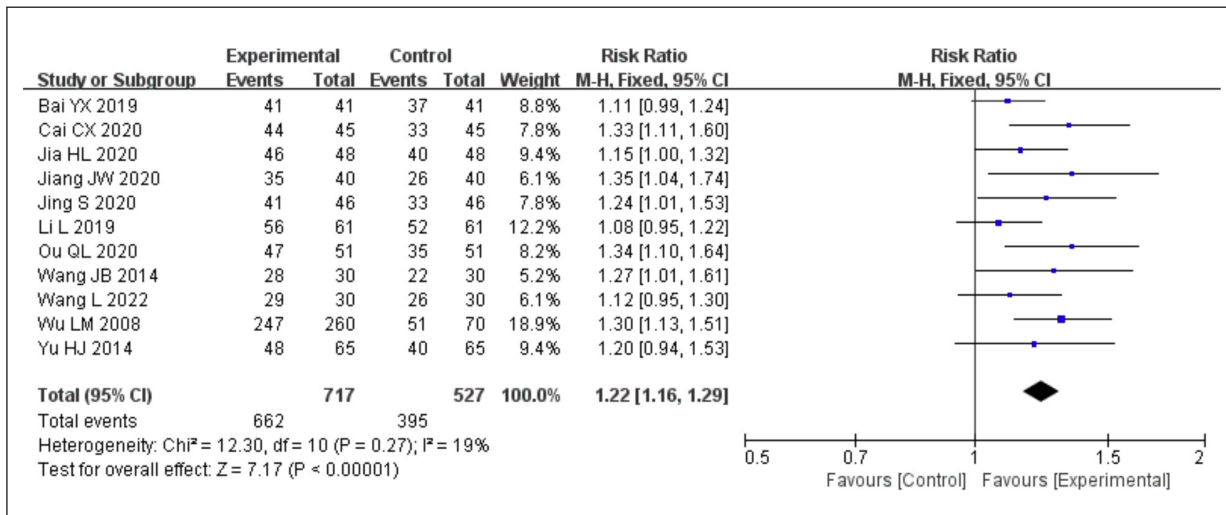 Experimental Control Risk Ratio Risk Ratio
Study or Subgroup Events Total Events Total Weight M-H, Fixed, 95% CI M-H, Fixed, 95% CI
Bai YX 2019 41 41 37 41 8.8% 1.11 [0.99, 1.24]
Cai CX 2020 44 45 33 45 7.8% 1.33 [1.11, 1.60]
Jia HL 2020 46 48 40 48 9.4% 1.15 [1.00, 1.32]
Jiang JW 2020 35 40 26 40 6.1% 1.35 [1.04, 1.74]
Jing S 2020 41 46 33 46 7.8% 1.24 [1.01, 1.53]
Li L 2019 56 61 52 61 12.2% 1.08 [0.95, 1.22]
Ou QL 2020 47 51 35 51 8.2% 1.34 [1.10, 1.64]
Wang JB 2014 28 30 22 30 5.2% 1.27 [1.01, 1.61]
Wang L 2022 29 30 26 30 6.1% 1.12 [0.95, 1.30]
Wu LM 2008 247 260 51 70 18.9% 1.30 [1.13, 1.51]
Yu HJ 2014 48 65 40 65 9.4% 1.20 [0.94, 1.53]
Total (95% CI) 717 527 100.0% 1.22 [1.16, 1.29]
Total events 662 395
Heterogeneity: Chi² = 12.30, df = 10 (P = 0.27); I² = 19%
Test for overall effect: Z = 7.17 (P < 0.00001)
0.5 0.7 1 1.5 2
Favours [Control] Favours [Experimental]